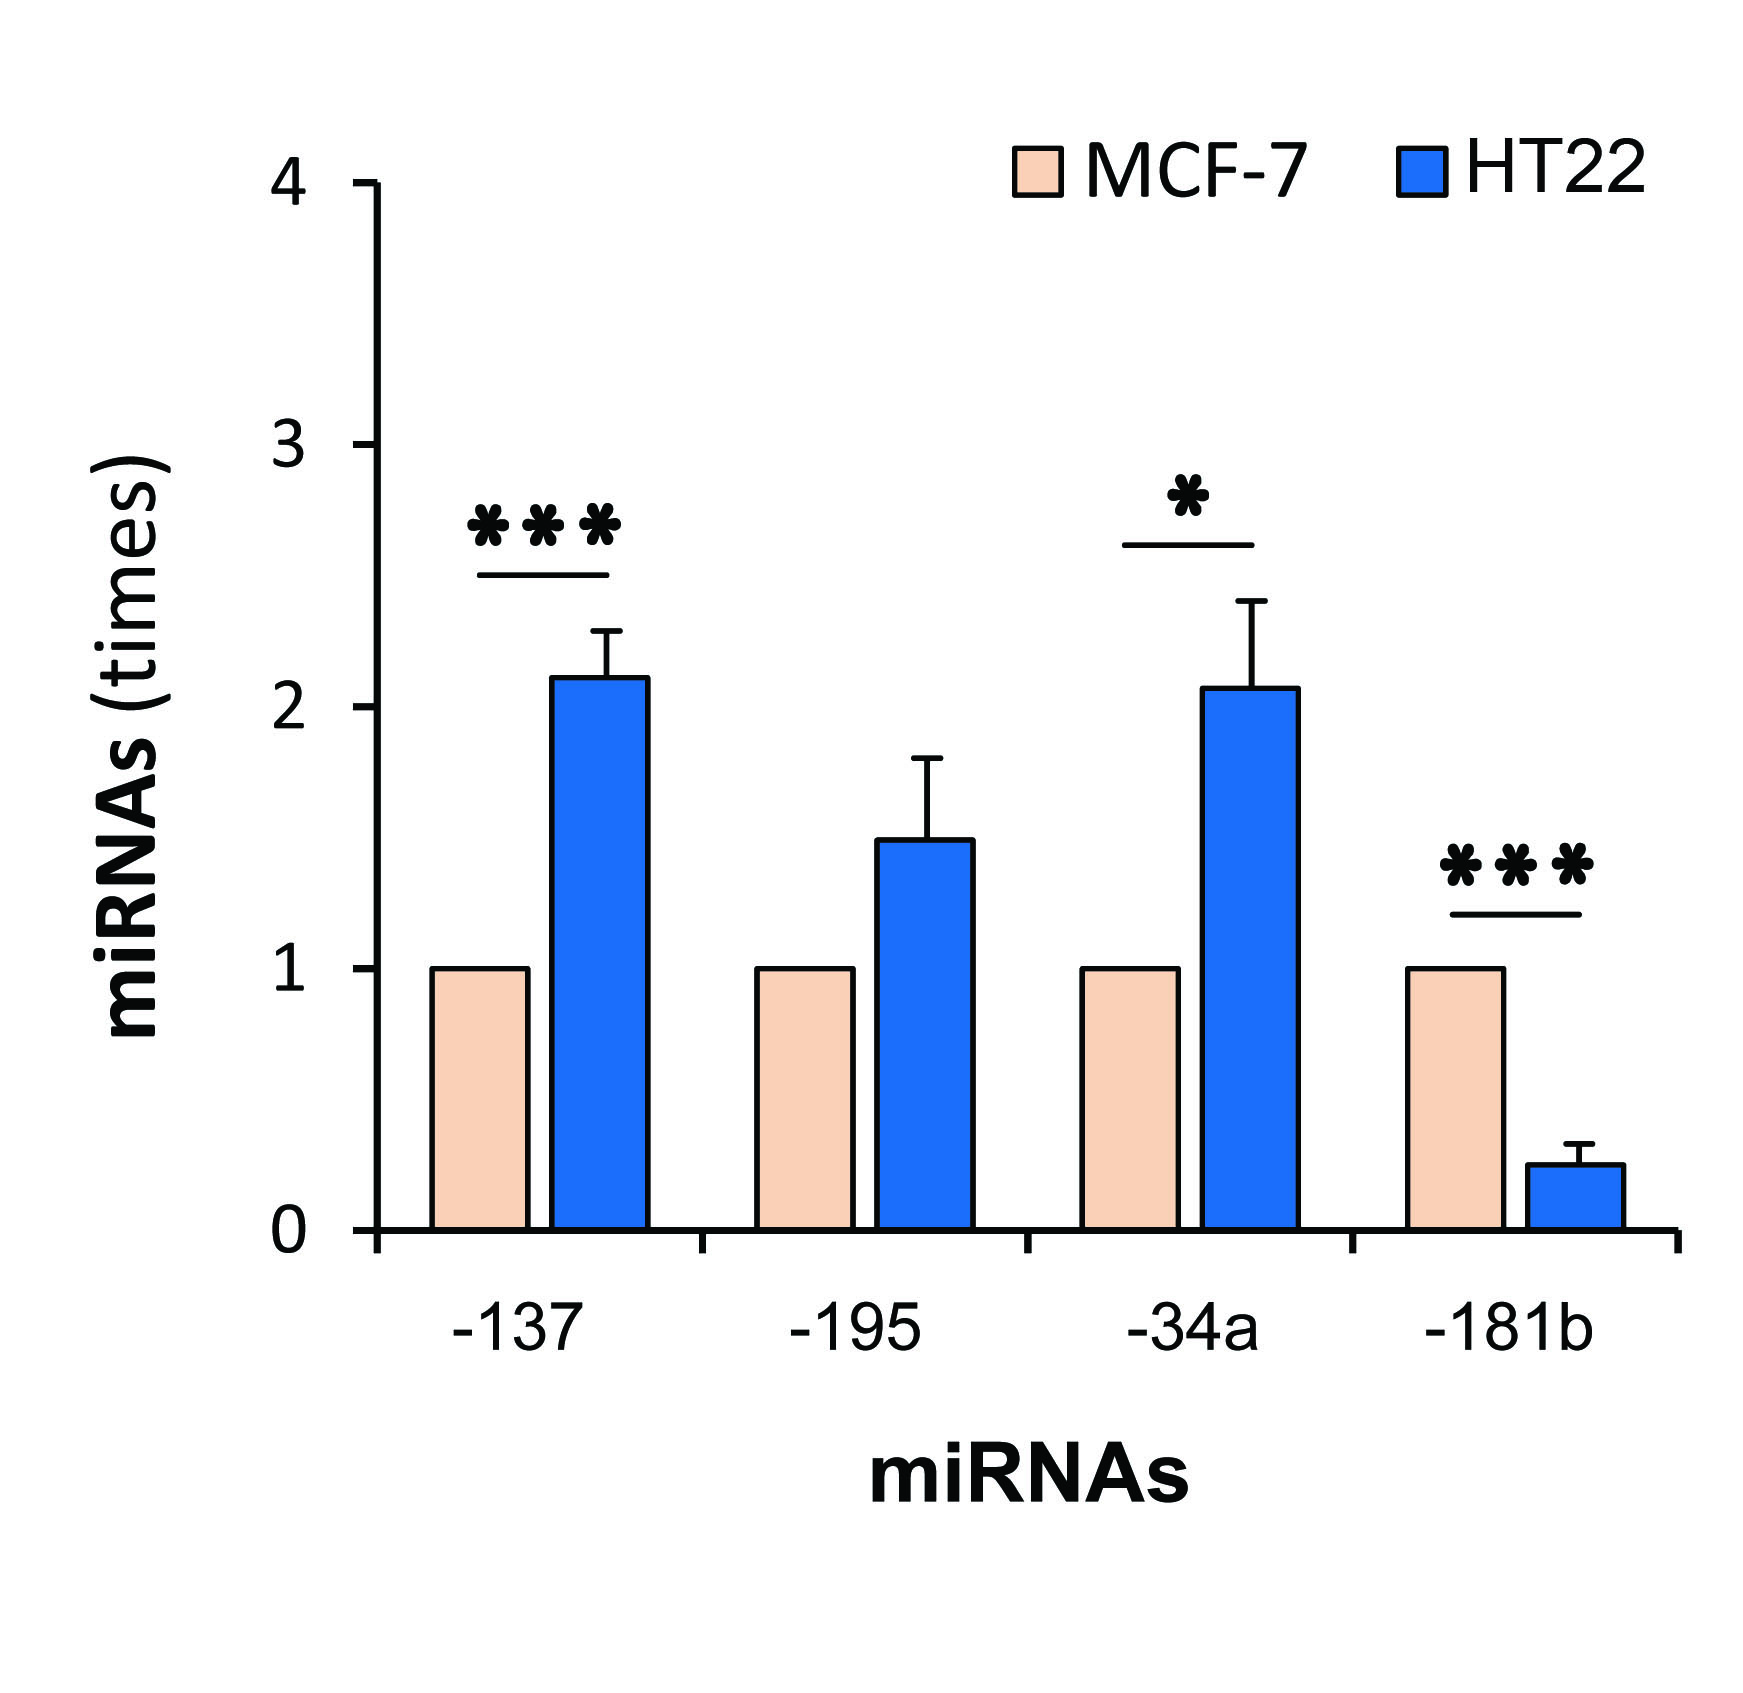 MCF-7 HT22
miRNAs (times)
4
3
2
1
0
***
*
***
-137 -195 -34a -181b
miRNAs